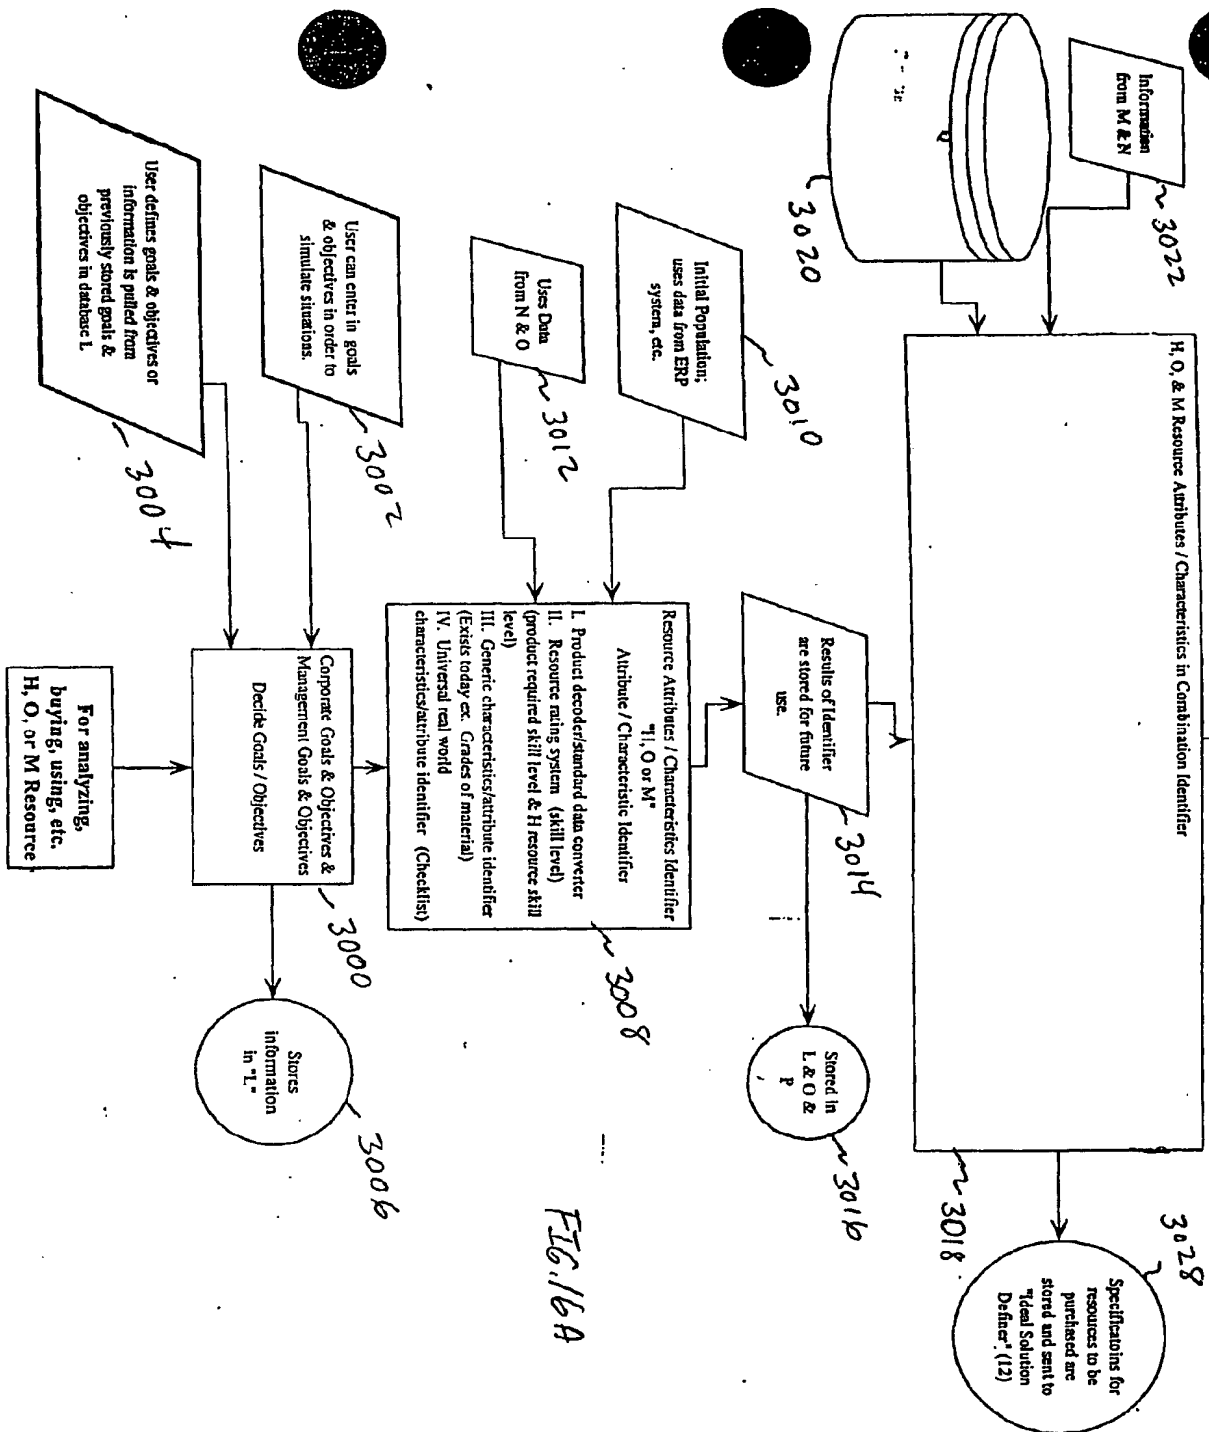 Information
from M & N
3022
Q
3020
H, O, & M Resource Attributes / Characteristics in Combination Identifier
3018
3028
Specificatoins for
resources to be
purchased are
stored and sent to
"Ideal Solution
Definer". (12)
Initial Population;
uses data from ERP
system, etc.
3010
Uses Data
from N & O
3012
Results of Identifier
are stored for future
use.
3014
Stored in
L & O &
P
3016
Resource Attributes / Characteristics Identifier
"H, O or M"
Attribute / Characteristic Identifier
I. Product decoder/standard data converter
II. Resource rating system (skill level)
(product required skill level & H resource skill
level)
III. Generic characteristics/attribute identifier
(Exists today ex. Grades of material)
IV. Universal real world
characteristics/attribute identifier (Checklist)
3008
User can enter in goals
& objectives in order to
simulate situations.
3002
User defines goals & objectives or
information is pulled from
previously stored goals &
objectives in database L
3004
Corporate Goals & Objectives &
Management Goals & Objectives
Decide Goals / Objectives
3000
Stores
information
in "L"
3006
For analyzing,
buying, using, etc.
H, O, or M Resource
FIG. 16A